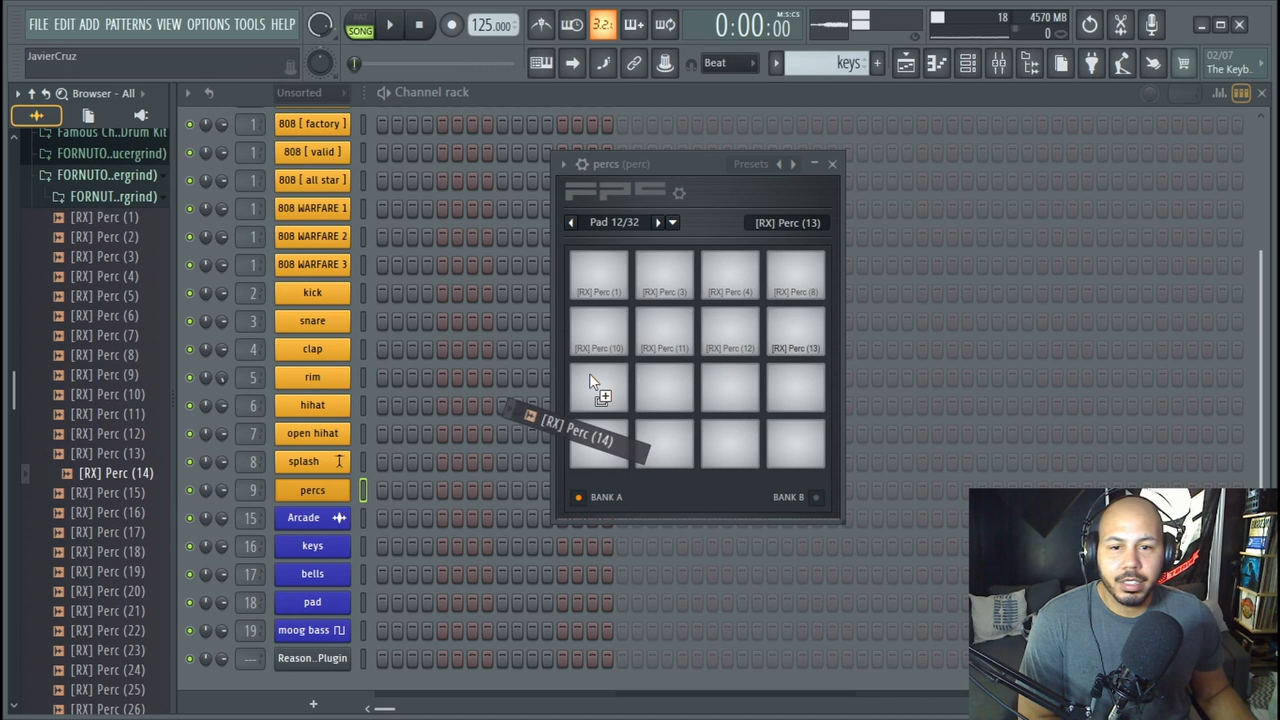 FILE EDIT ADD PATTERNS VIEW OPTIONS TOOLS HELP
PAT
SONG
125.000
3.2.
0:00:00
M:S:CS
18
4570 MB
0
JavierCruz
Beat
keys
02/07
The Keyb..
Browser - All
Unsorted
Channel rack
Famous Ch..Drum Kit
FORNUTO..ucergrind)
FORNUTO..ergrind)
FORNUT..rgrind)
[RX] Perc (1)
[RX] Perc (2)
[RX] Perc (3)
[RX] Perc (4)
[RX] Perc (5)
[RX] Perc (6)
[RX] Perc (7)
[RX] Perc (8)
[RX] Perc (9)
[RX] Perc (10)
[RX] Perc (11)
[RX] Perc (12)
[RX] Perc (13)
[RX] Perc (14)
[RX] Perc (15)
[RX] Perc (16)
[RX] Perc (17)
[RX] Perc (18)
[RX] Perc (19)
[RX] Perc (20)
[RX] Perc (21)
[RX] Perc (22)
[RX] Perc (23)
[RX] Perc (24)
[RX] Perc (25)
[RX] Perc (26)
1 808 [ factory ]
1 808 [ valid ]
1 808 [ all star ]
1 808 WARFARE 1
1 808 WARFARE 2
1 808 WARFARE 3
2 kick
3 snare
4 clap
5 rim
6 hihat
7 open hihat
8 splash
9 percs
15 Arcade
16 keys
17 bells
18 pad
19 moog bass
--- Reason..Plugin
+
percs (perc)
Presets
FPC
Pad 12/32
[RX] Perc (13)
[RX] Perc (1) [RX] Perc (3) [RX] Perc (4) [RX] Perc (8)
[RX] Perc (10) [RX] Perc (11) [RX] Perc (12) [RX] Perc (13)
[RX] Perc (14)
BANK A
BANK B